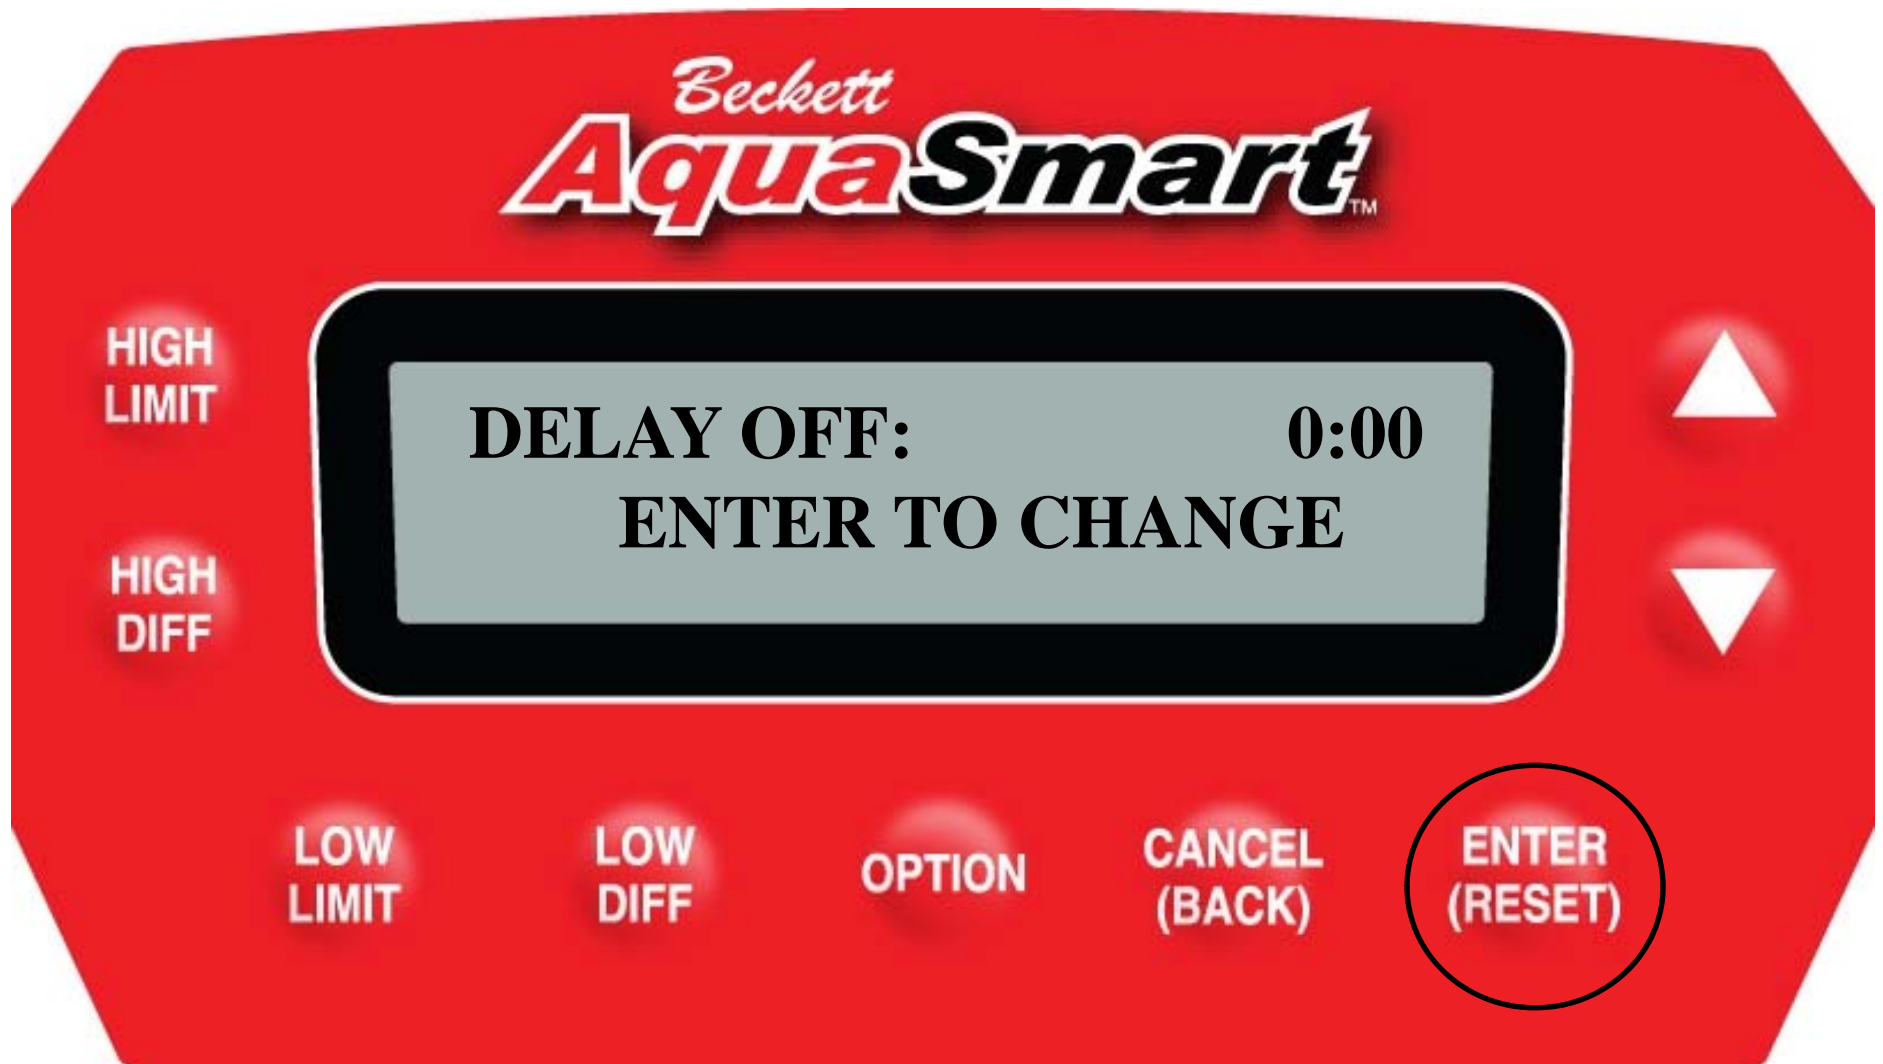 Beckett
AquaSmart™
HIGH
LIMIT
DELAY OFF: 0:00
ENTER TO CHANGE
HIGH
DIFF
LOW
LIMIT
LOW
DIFF
OPTION
CANCEL
(BACK)
ENTER
(RESET)